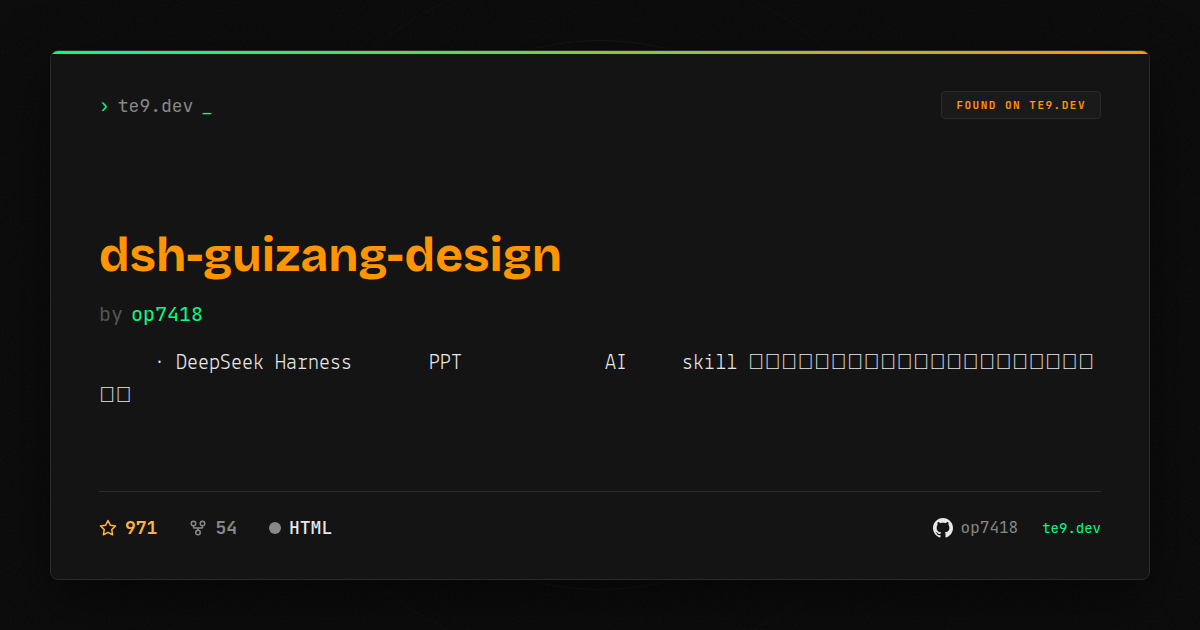 › te9.dev _
FOUND ON TE9.DEV
dsh-guizang-design
by op7418
· DeepSeek Harness PPT AI skill
971 54 HTML
op7418 te9.dev